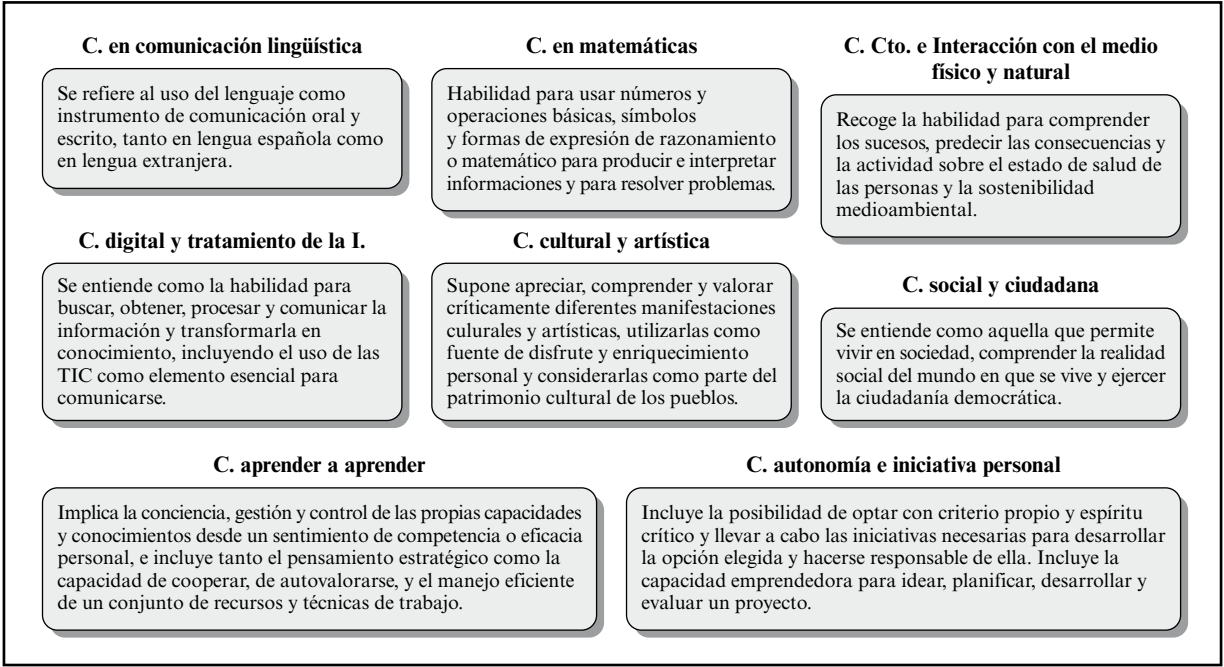 C. en comunicación lingüística
Se refiere al uso del lenguaje como
instrumento de comunicación oral y
escrito, tanto en lengua española como
en lengua extranjera.
C. en matemáticas
Habilidad para usar números y
operaciones básicas, símbolos
y formas de expresión de razonamiento
o matemático para producir e interpretar
informaciones y para resolver problemas.
C. Cto. e Interacción con el medio
físico y natural
Recoge la habilidad para comprender
los sucesos, predecir las consecuencias y
la actividad sobre el estado de salud de
las personas y la sostenibilidad
medioambiental.
C. digital y tratamiento de la I.
Se entiende como la habilidad para
buscar, obtener, procesar y comunicar la
información y transformarla en
conocimiento, incluyendo el uso de las
TIC como elemento esencial para
comunicarse.
C. cultural y artística
Supone apreciar, comprender y valorar
críticamente diferentes manifestaciones
culurales y artísticas, utilizarlas como
fuente de disfrute y enriquecimiento
personal y considerarlas como parte del
patrimonio cultural de los pueblos.
C. social y ciudadana
Se entiende como aquella que permite
vivir en sociedad, comprender la realidad
social del mundo en que se vive y ejercer
la ciudadanía democrática.
C. aprender a aprender
Implica la conciencia, gestión y control de las propias capacidades
y conocimientos desde un sentimiento de competencia o eficacia
personal, e incluye tanto el pensamiento estratégico como la
capacidad de cooperar, de autovalorarse, y el manejo eficiente
de un conjunto de recursos y técnicas de trabajo.
C. autonomía e iniciativa personal
Incluye la posibilidad de optar con criterio propio y espíritu
crítico y llevar a cabo las iniciativas necesarias para desarrollar
la opción elegida y hacerse responsable de ella. Incluye la
capacidad emprendedora para idear, planificar, desarrollar y
evaluar un proyecto.